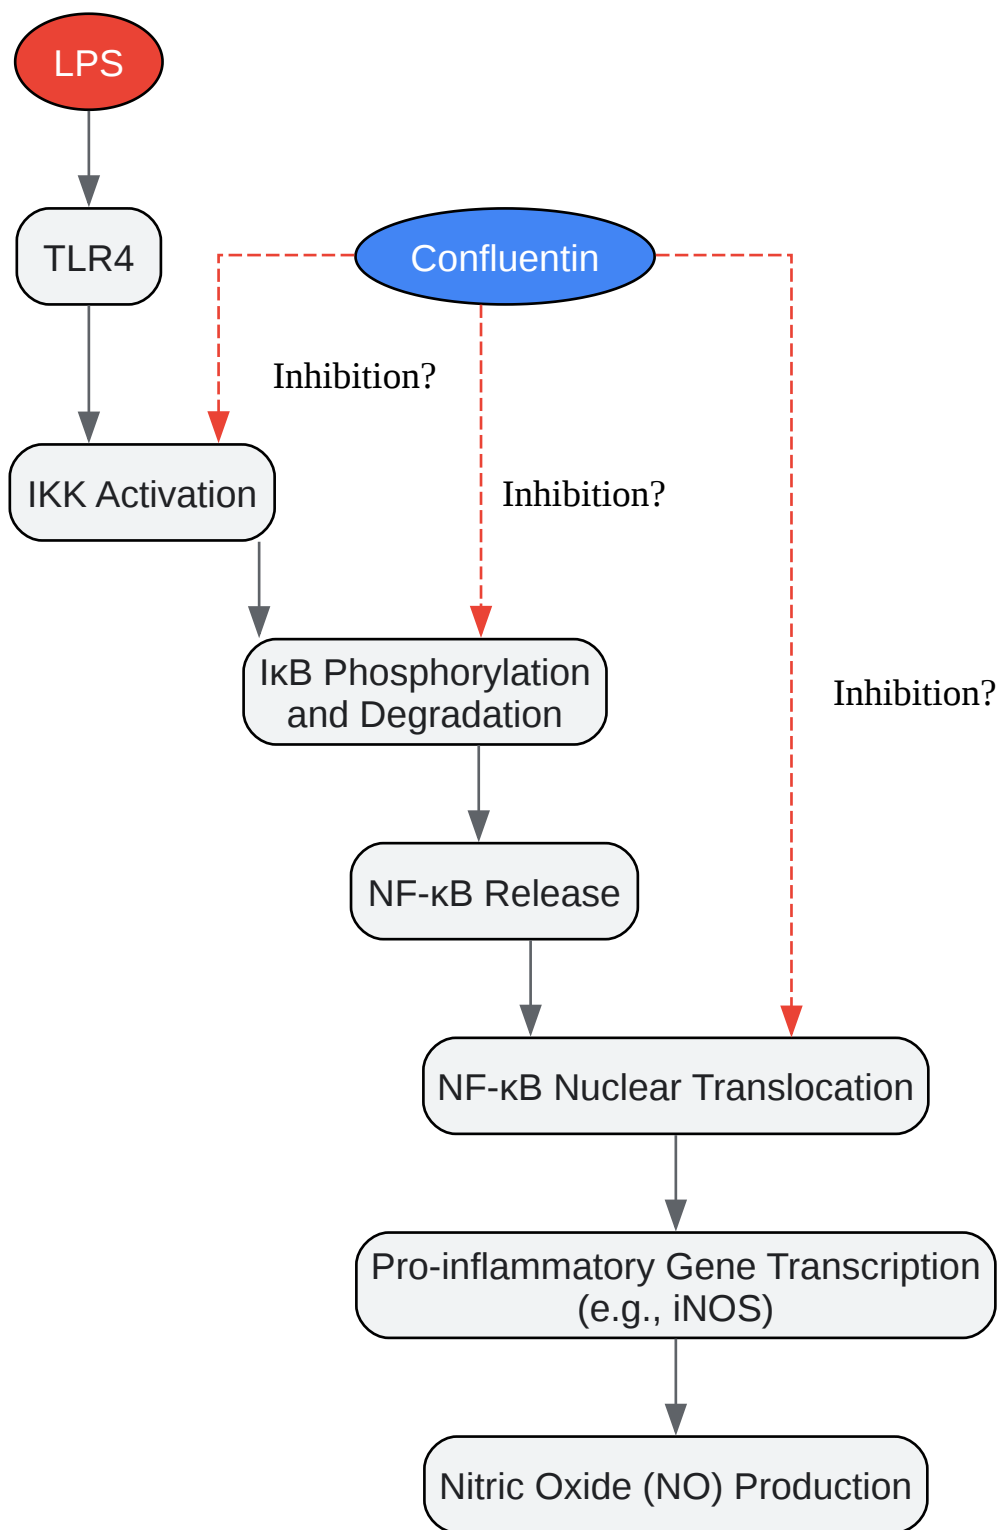 LPS
TLR4
Confluentin
Inhibition?
IKK Activation
Inhibition?
IκB Phosphorylation
and Degradation
Inhibition?
NF-κB Release
NF-κB Nuclear Translocation
Pro-inflammatory Gene Transcription
(e.g., iNOS)
Nitric Oxide (NO) Production